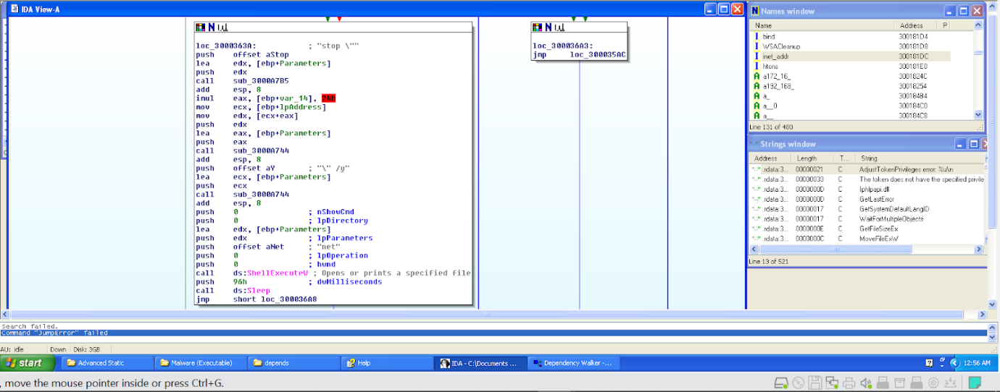 IDA View-A
loc_3000363A: ; "stop \""
push offset aStop
lea edx, [ebp+Parameters]
push edx
call sub_3000A7B5
add esp, 8
imul eax, [ebp+var_14], 24h
mov ecx, [ebp+lpAddress]
mov edx, [ecx+eax]
push edx
lea eax, [ebp+Parameters]
push eax
call sub_3000A744
add esp, 8
push offset aY ; "\" /y"
lea ecx, [ebp+Parameters]
push ecx
call sub_3000A744
add esp, 8
push 0 ; nShowCmd
push 0 ; lpDirectory
lea edx, [ebp+Parameters]
push edx ; lpParameters
push offset aNet ; "net"
push 0 ; lpOperation
push 0 ; hwnd
call ds:ShellExecuteW ; Opens or prints a specified file
push 96h ; dwMilliseconds
call ds:Sleep
jmp short loc_300036A8
loc_300036A3:
jmp loc_300035AC
Names window
Name Address P
I bind 300181D4
I WSACleanup 300181D8
I inet_addr 300181DC
I htons 300181E0
A a172_16_ 3001824C
A a192_168_ 30018254
A a_ 300184B4
A a__0 300184C0
A a__ 300184C8
Line 131 of 480
Strings window
Address Length T... String
"..." .rdata:3... 00000021 C AdjustTokenPrivileges error: %u\n
"..." .rdata:3... 00000033 C The token does not have the specified privile
"..." .rdata:3... 0000000D C Iphlpapi.dll
"..." .rdata:3... 0000000D C GetLastError
"..." .rdata:3... 00000017 C GetSystemDefaultLangID
"..." .rdata:3... 00000017 C WaitForMultipleObjects
"..." .rdata:3... 0000000E C GetFileSizeEx
"..." .rdata:3... 0000000C C MoveFileExW
Line 13 of 521
Search failed.
Command "JumpError" failed
AU: idle Down Disk: 3GB
start Advanced Static Malware (Executable) depends Help IDA - C:\Documents ... Dependency Walker -... 12:56 AM
, move the mouse pointer inside or press Ctrl+G.